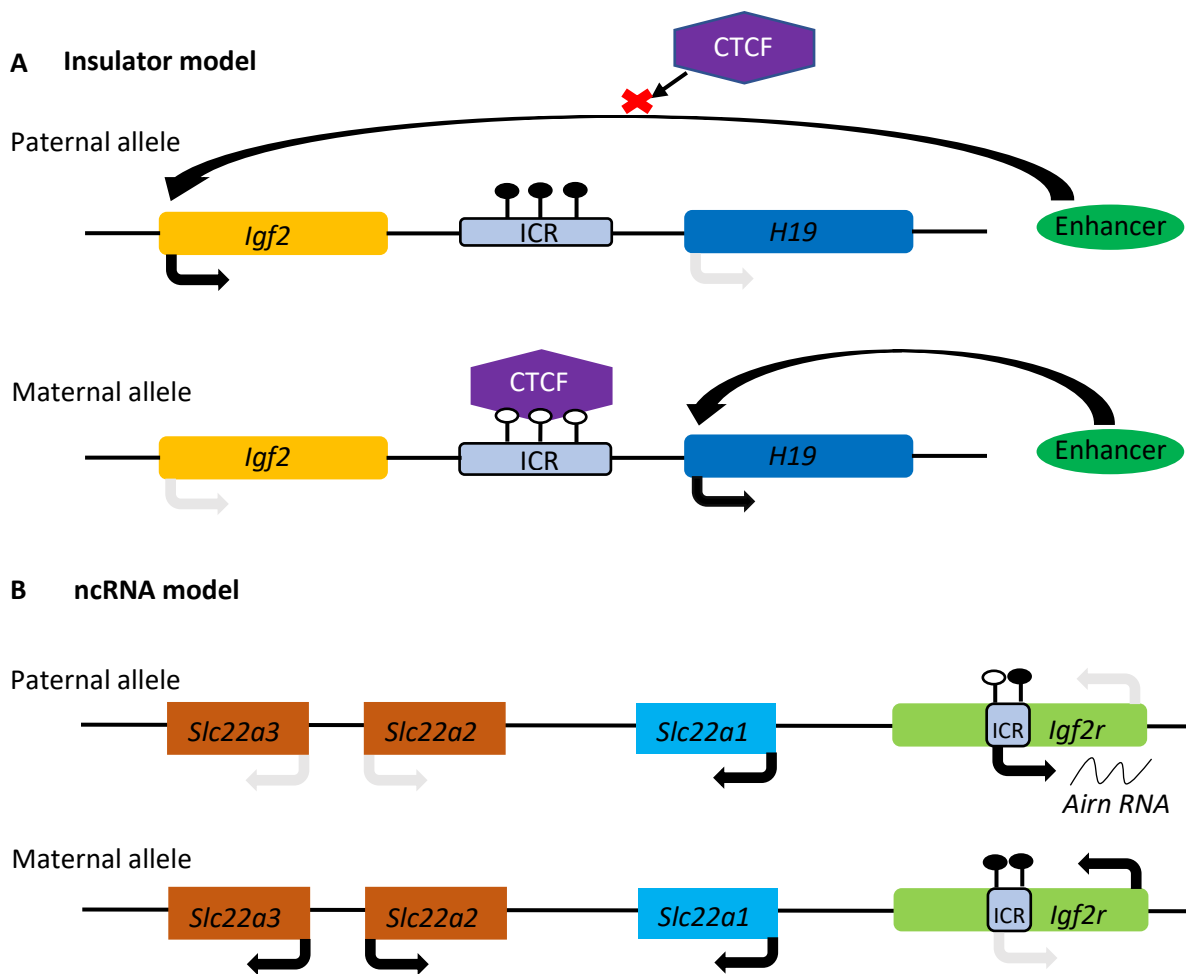 CTCF
A Insulator model
Paternal allele
Igf2
ICR
H19
Enhancer
Maternal allele
CTCF
Igf2
ICR
H19
Enhancer
B ncRNA model
Paternal allele
Slc22a3
Slc22a2
Slc22a1
ICR
Igf2r
Airn RNA
Maternal allele
Slc22a3
Slc22a2
Slc22a1
ICR
Igf2r